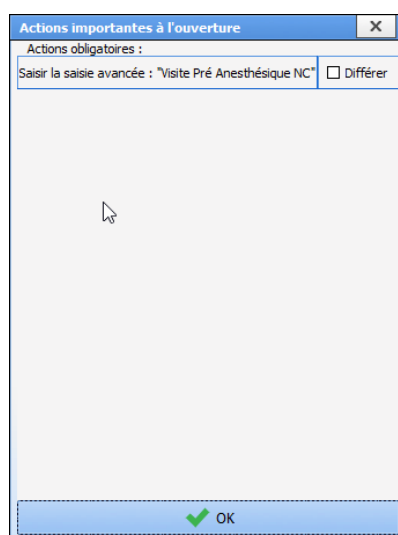 Actions importantes à l'ouverture
Actions obligatoires :
Saisir la saisie avancée : "Visite Pré Anesthésique NC"
Différer
OK